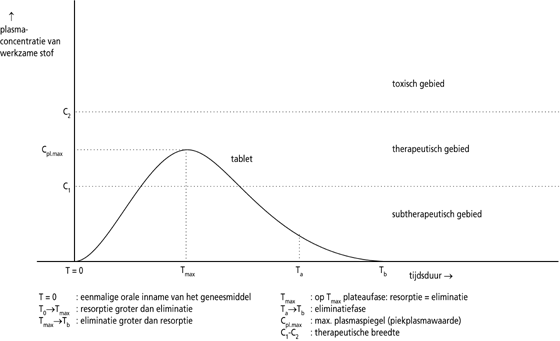 ↑
plasma-
concentratie van
werkzame stof
toxisch gebied
C2
Cpl.max
therapeutisch gebied
tablet
C1
subtherapeutisch gebied
T = 0
Tmax
Ta
Tb
tijdsduur →
T = 0 : eenmalige orale inname van het geneesmiddel
T0→Tmax : resorptie groter dan eliminatie
Tmax→Tb : eliminatie groter dan resorptie
Tmax : op Tmax plateaufase: resorptie = eliminatie
Ta→Tb : eliminatiefase
Cpl.max : max. plasmaspiegel (piekplasmawaarde)
C1-C2 : therapeutische breedte